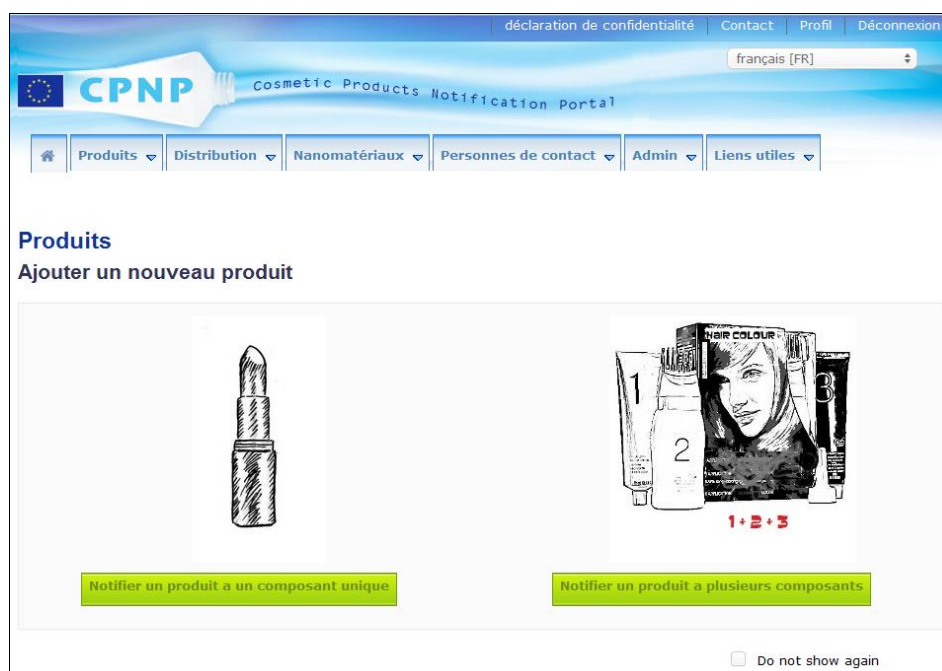 déclaration de confidentialité Contact Profil Déconnexion
français [FR]
CPNP Cosmetic Products Notification Portal
Produits Distribution Nanomatériaux Personnes de contact Admin Liens utiles
Produits
Ajouter un nouveau produit
HAIR COLOUR
1 2 3
1+2+3
Notifier un produit a un composant unique Notifier un produit a plusieurs composants
Do not show again